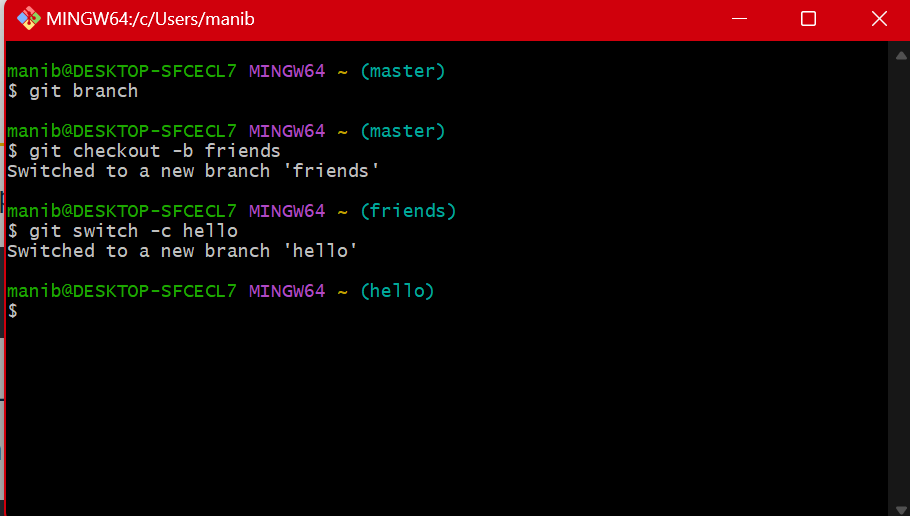 MINGW64:/c/Users/manib
manib@DESKTOP-SFCECL7 MINGW64 ~ (master)
$ git branch
manib@DESKTOP-SFCECL7 MINGW64 ~ (master)
$ git checkout -b friends
Switched to a new branch 'friends'
manib@DESKTOP-SFCECL7 MINGW64 ~ (friends)
$ git switch -c hello
Switched to a new branch 'hello'
manib@DESKTOP-SFCECL7 MINGW64 ~ (hello)
$